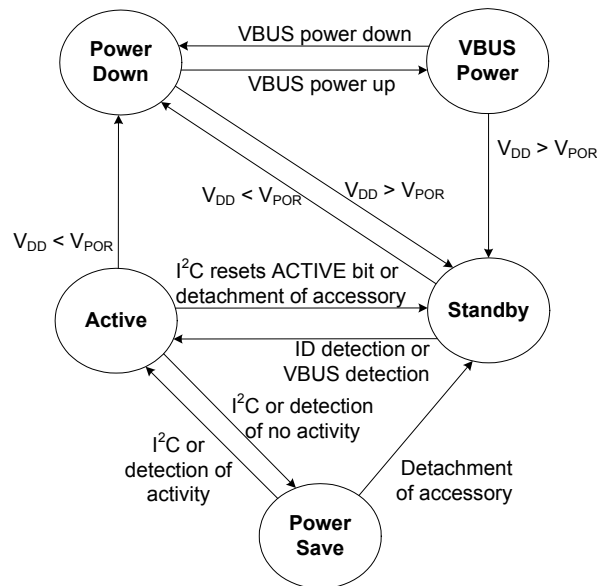 Power
Down
VBUS power down
VBUS power up
VBUS
Power
V_DD > V_POR
V_DD < V_POR
V_DD > V_POR
V_DD < V_POR
I²C resets ACTIVE bit or
detachment of accessory
Active
Standby
ID detection or
VBUS detection
I²C or detection
of no activity
I²C or
detection of
activity
Detachment
of accessory
Power
Save